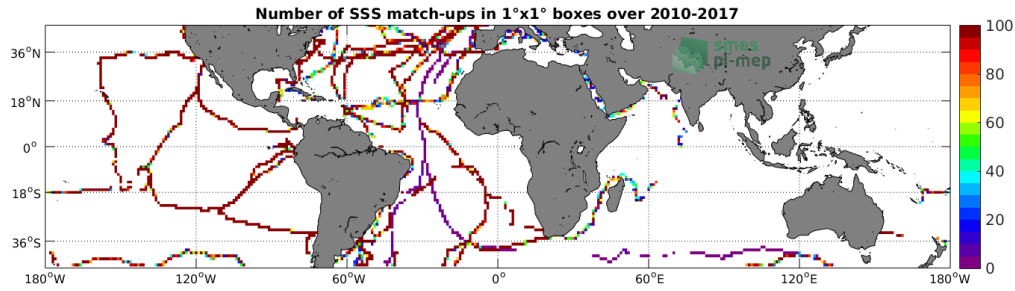 Number of SSS match-ups in 1°x1° boxes over 2010-2017
smos
pi-mep
36°N
18°N
0°
18°S
36°S
180°W 120°W 60°W 0° 60°E 120°E 180°W
100
80
60
40
20
0